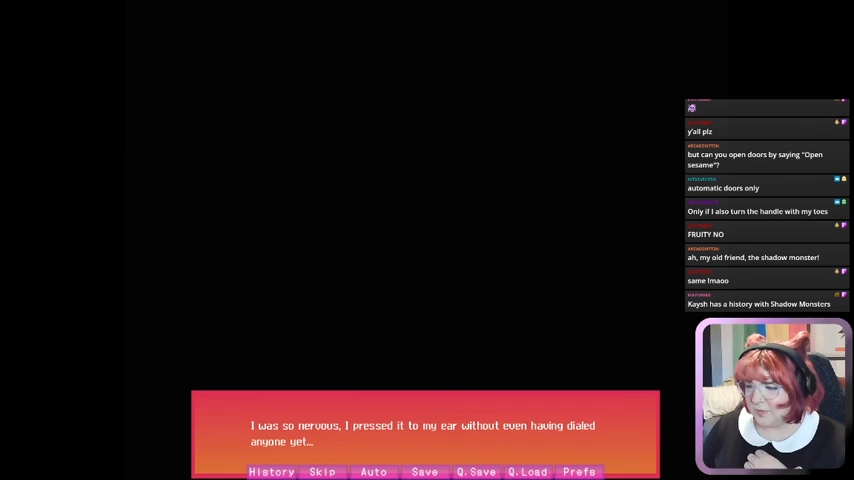 y'all plz
ARCADEKITTEN
but can you open doors by saying "Open
sesame"?
automatic doors only
Only if I also turn the handle with my toes
FRUITY NO
ARCADEKITTEN
ah, my old friend, the shadow monster!
same lmaoo
Kaysh has a history with Shadow Monsters
I was so nervous, I pressed it to my ear without even having dialed
anyone yet...
History Skip Auto Save Q.Save Q.Load Prefs